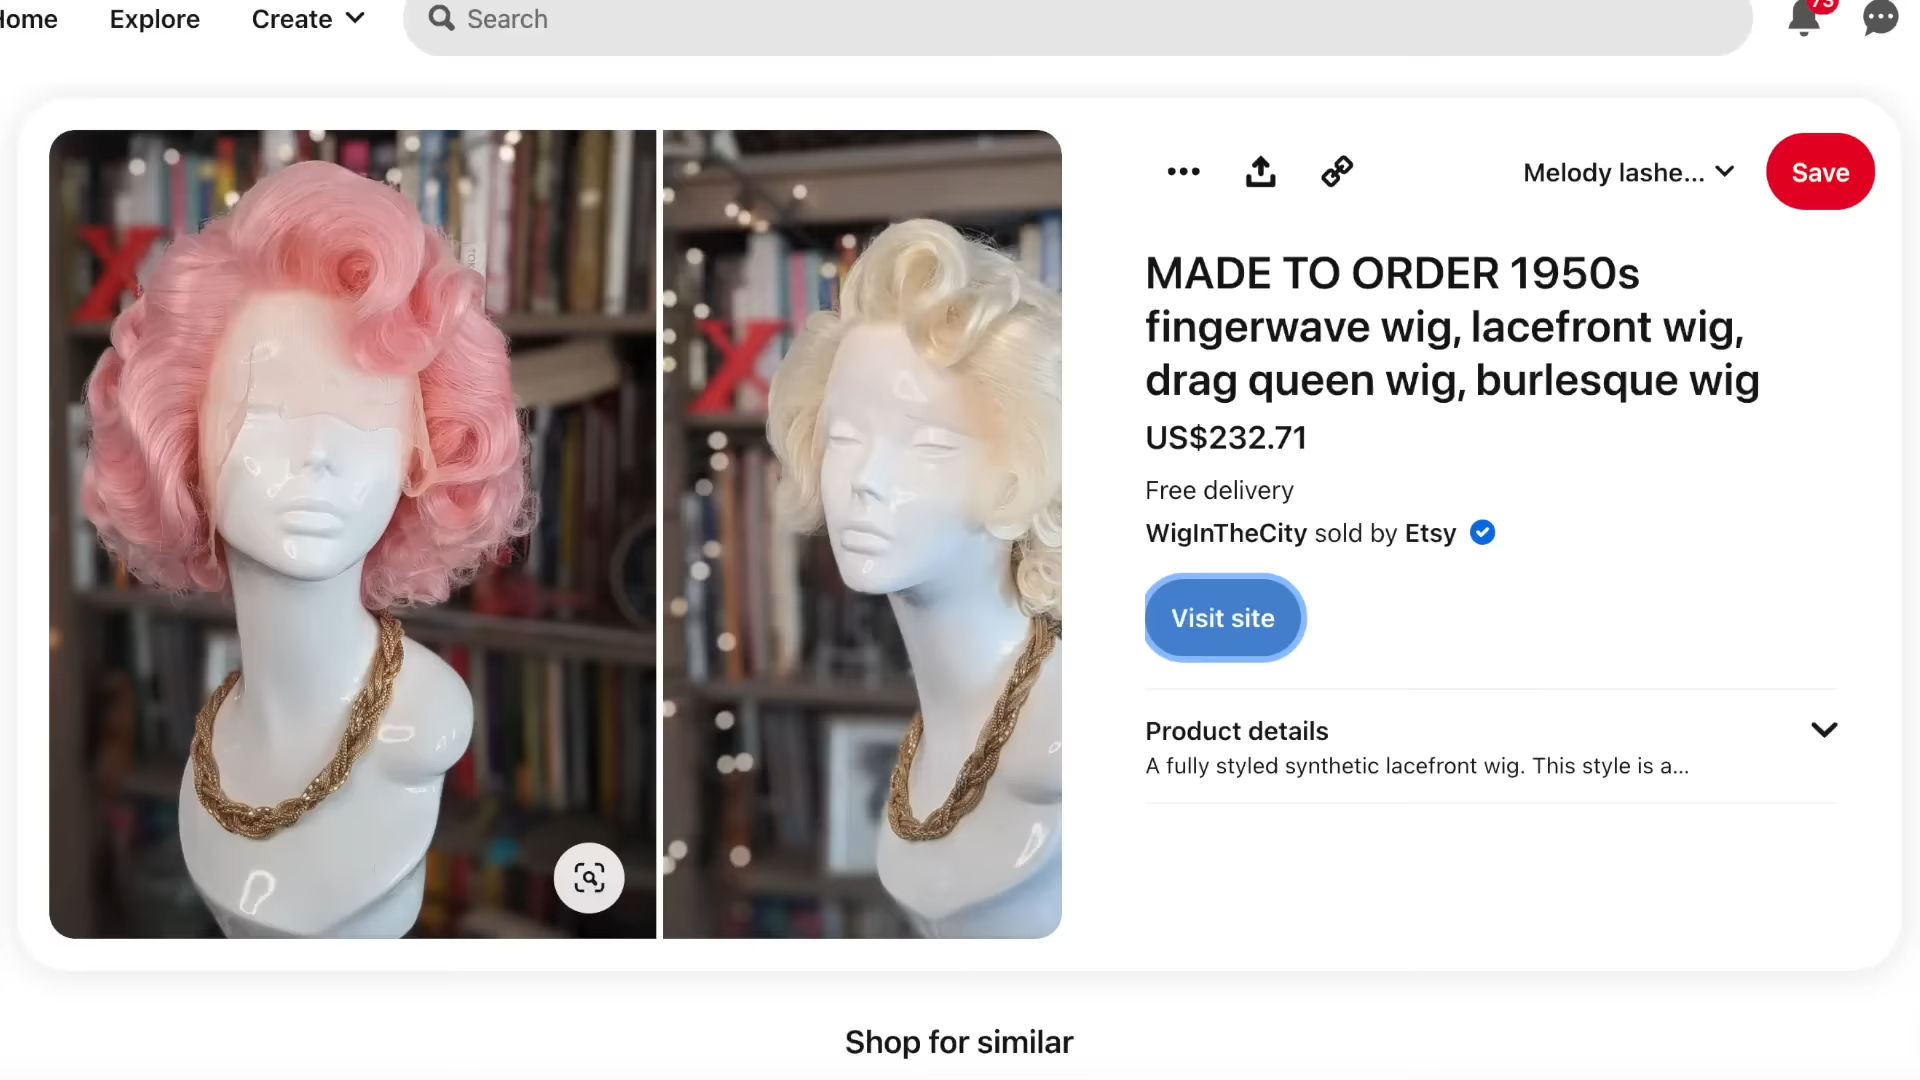 Explore
Create
Search
Melody lashe...
Save
MADE TO ORDER 1950s
fingerwave wig, lacefront wig,
drag queen wig, burlesque wig
US$232.71
Free delivery
WigInTheCity sold by Etsy
Visit site
Product details
A fully styled synthetic lacefront wig. This style is a...
Shop for similar